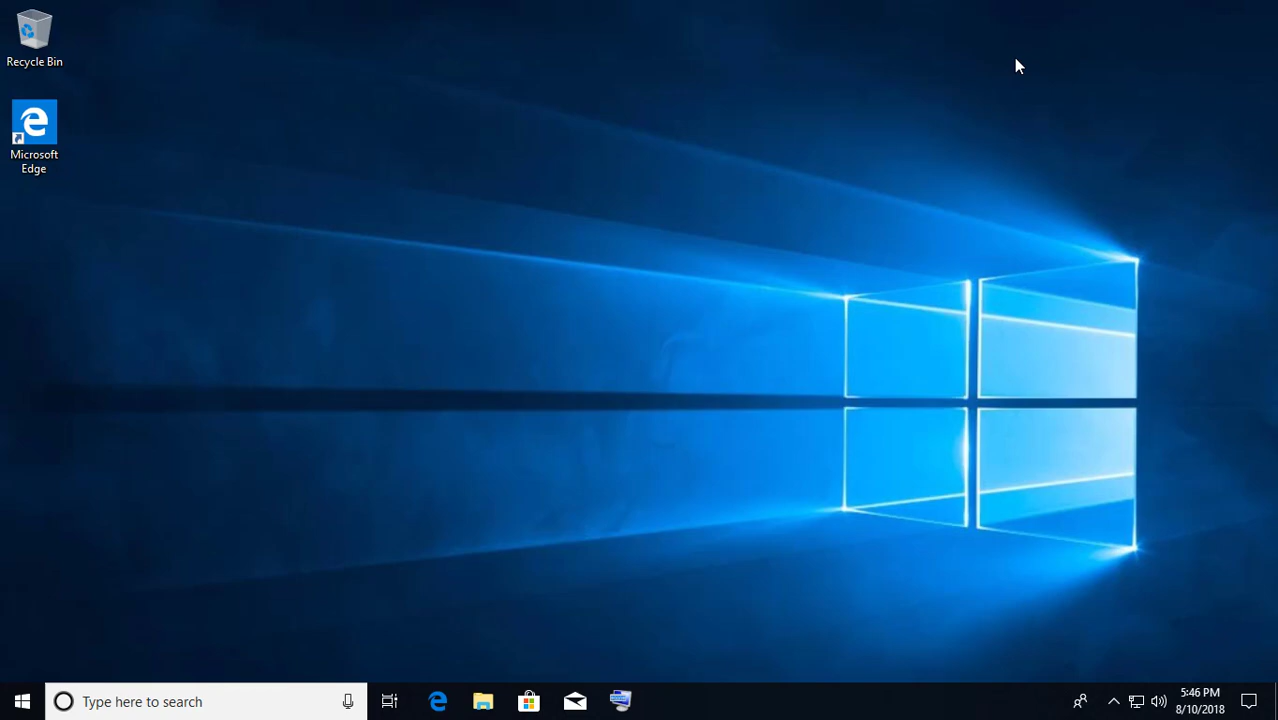 Recycle Bin
Microsoft
Edge
Type here to search
5:46 PM
8/10/2018